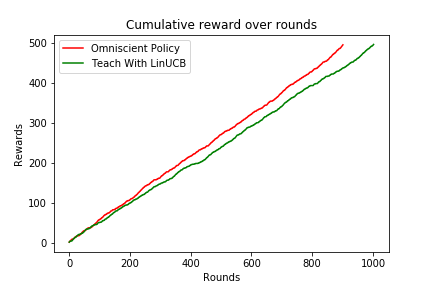 Cumulative reward over rounds
Omniscient Policy
Teach With LinUCB
500
400
300
200
100
0
Rewards
0 200 400 600 800 1000
Rounds